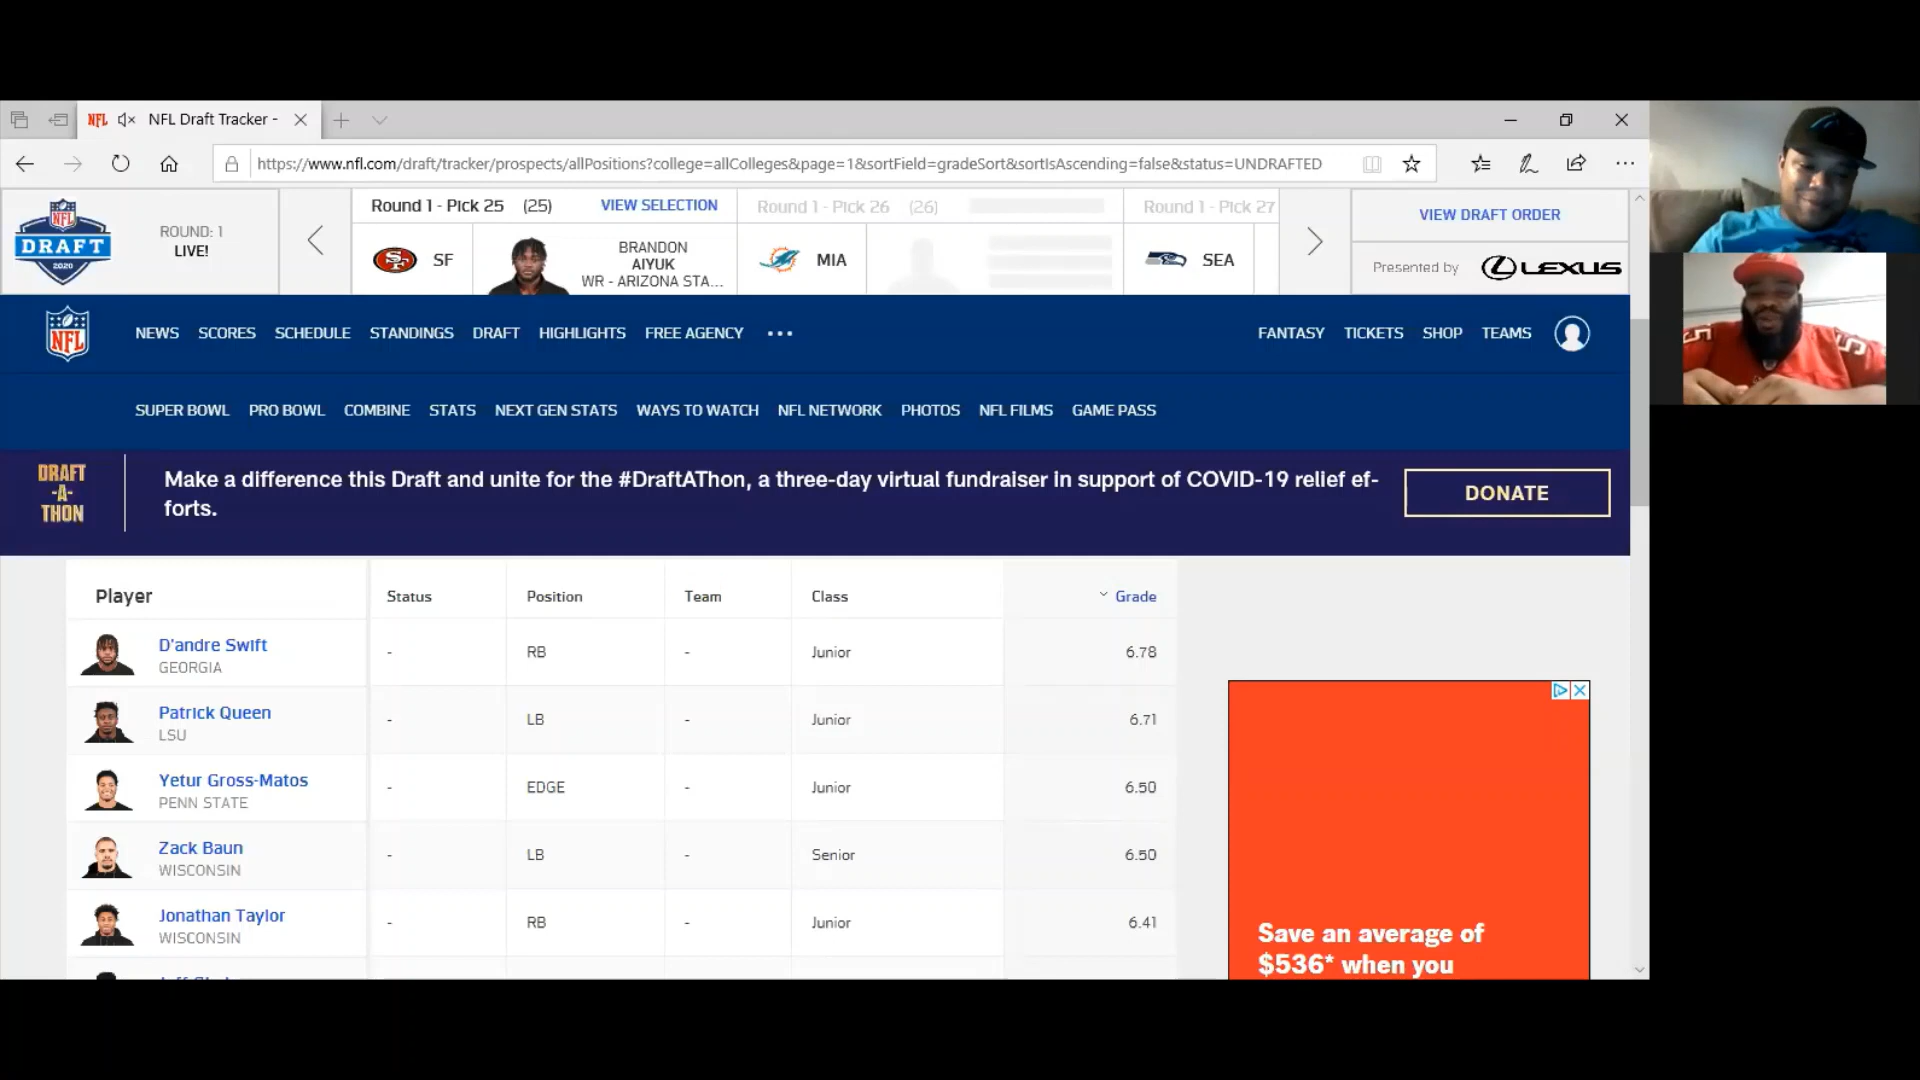 NFL NFL Draft Tracker -
https://www.nfl.com/draft/tracker/prospects/allPositions?college=allColleges&page=1&sortField=gradeSort&sortIsAscending=false&status=UNDRAFTED
NFL
DRAFT
2020
ROUND: 1
LIVE!
Round 1 - Pick 25 (25) VIEW SELECTION
SF
BRANDON
AIYUK
WR - ARIZONA STA...
Round 1 - Pick 26 (26)
MIA
Round 1 - Pick 27
SEA
VIEW DRAFT ORDER
Presented by LEXUS
NFL
NEWS SCORES SCHEDULE STANDINGS DRAFT HIGHLIGHTS FREE AGENCY •••
FANTASY TICKETS SHOP TEAMS
SUPER BOWL PRO BOWL COMBINE STATS NEXT GEN STATS WAYS TO WATCH NFL NETWORK PHOTOS NFL FILMS GAME PASS
DRAFT
-A-
THON
Make a difference this Draft and unite for the #DraftAThon, a three-day virtual fundraiser in support of COVID-19 relief ef-
forts.
DONATE
Player Status Position Team Class Grade
D'andre Swift
GEORGIA
- RB - Junior 6.78
Patrick Queen
LSU
- LB - Junior 6.71
Yetur Gross-Matos
PENN STATE
- EDGE - Junior 6.50
Zack Baun
WISCONSIN
- LB - Senior 6.50
Jonathan Taylor
WISCONSIN
- RB - Junior 6.41
Save an average of
$536* when you